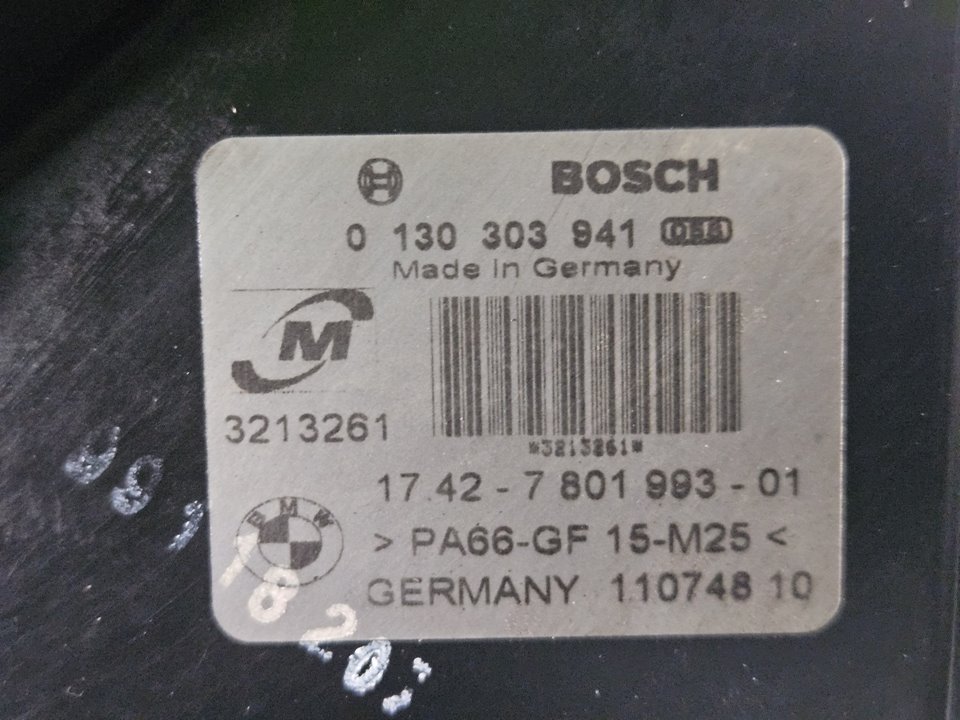 BOSCH
0 130 303 941
Made in Germany
M
3213261
*3213261*
17.42 - 7 801 993 - 01
BMW
> PA66-GF 15-M25 <
GERMANY 110748 10